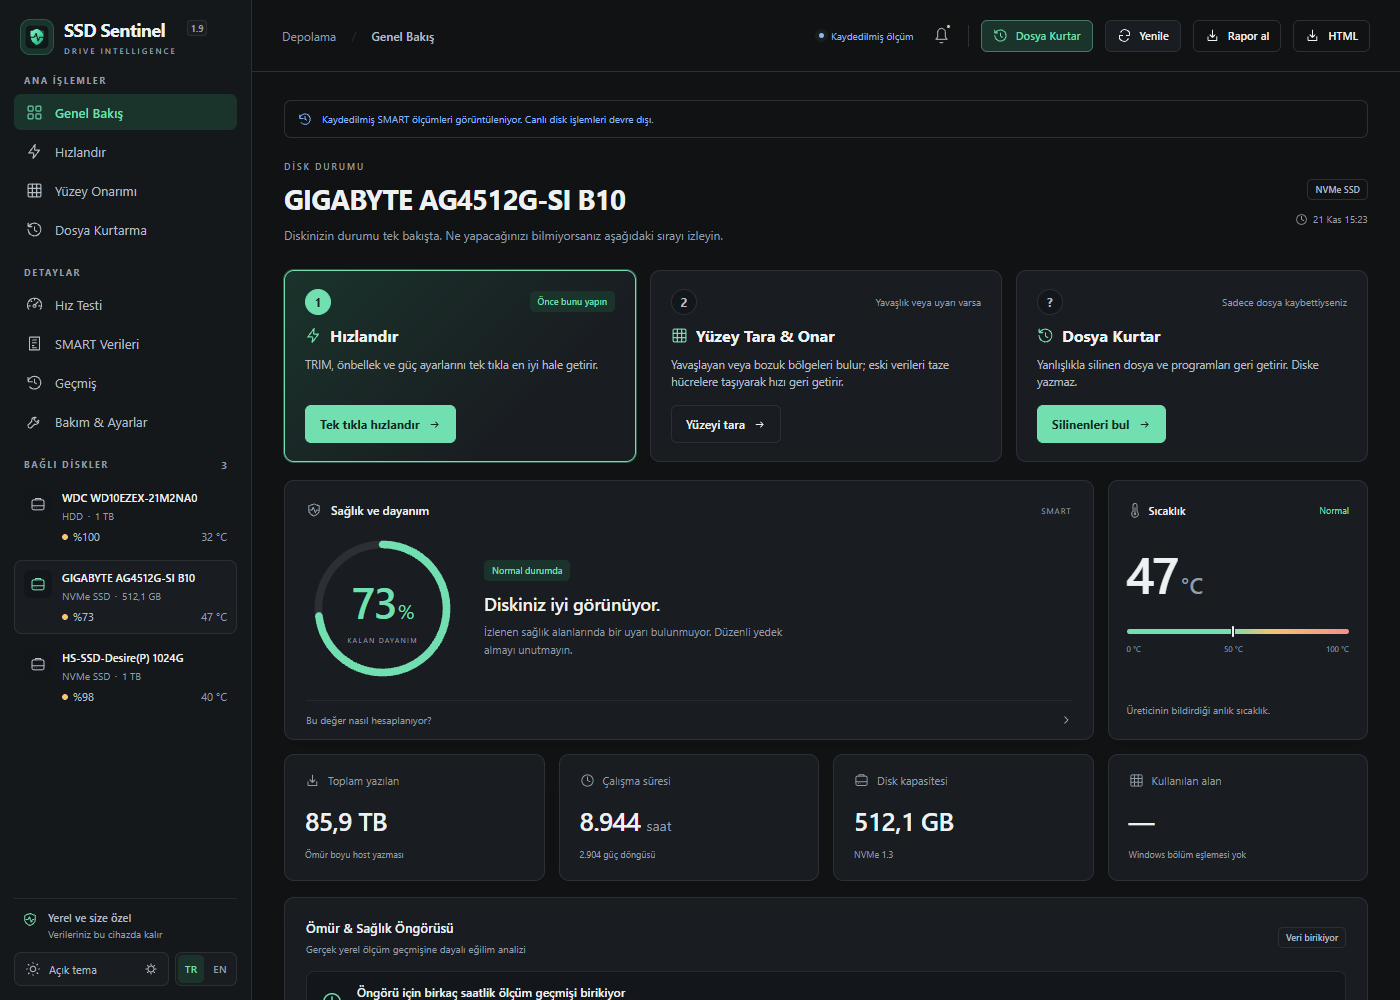 SSD Sentinel 1.9
DRIVE INTELLIGENCE
ANA İŞLEMLER
Genel Bakış
Hızlandır
Yüzey Onarımı
Dosya Kurtarma
DETAYLAR
Hız Testi
SMART Verileri
Geçmiş
Bakım & Ayarlar
BAĞLI DİSKLER 3
WDC WD10EZEX-21M2NA0
HDD · 1 TB
%100 32 °C
GIGABYTE AG4512G-SI B10
NVMe SSD · 512,1 GB
%73 47 °C
HS-SSD-Desire(P) 1024G
NVMe SSD · 1 TB
%98 40 °C
Yerel ve size özel
Verileriniz bu cihazda kalır
Açık tema TR EN
Depolama / Genel Bakış
Kaydedilmiş ölçüm
Dosya Kurtar
Yenile
Rapor al
HTML
Kaydedilmiş SMART ölçümleri görüntüleniyor. Canlı disk işlemleri devre dışı.
DİSK DURUMU
GIGABYTE AG4512G-SI B10
Diskinizin durumu tek bakışta. Ne yapacağınızı bilmiyorsanız aşağıdaki sırayı izleyin.
NVMe SSD
21 Kas 15:23
1 Önce bunu yapın
Hızlandır
TRIM, önbellek ve güç ayarlarını tek tıkla en iyi hale getirir.
Tek tıkla hızlandır →
2 Yavaşlık veya uyarı varsa
Yüzey Tara & Onar
Yavaşlayan veya bozuk bölgeleri bulur; eski verileri taze
hücrelere taşıyarak hızı geri getirir.
Yüzeyi tara →
? Sadece dosya kaybettiyseniz
Dosya Kurtar
Yanlışlıkla silinen dosya ve programları geri getirir. Diske
yazmaz.
Silinenleri bul →
Sağlık ve dayanım SMART
73%
KALAN DAYANIM
Normal durumda
Diskiniz iyi görünüyor.
İzlenen sağlık alanlarında bir uyarı bulunmuyor. Düzenli yedek
almayı unutmayın.
Bu değer nasıl hesaplanıyor?
Sıcaklık Normal
47 °C
0 °C 50 °C 100 °C
Üreticinin bildirdiği anlık sıcaklık.
Toplam yazılan
85,9 TB
Ömür boyu host yazması
Çalışma süresi
8.944 saat
2.904 güç döngüsü
Disk kapasitesi
512,1 GB
NVMe 1.3
Kullanılan alan
—
Windows bölüm eşlemesi yok
Ömür & Sağlık Öngörüsü
Gerçek yerel ölçüm geçmişine dayalı eğilim analizi
Veri birikiyor
Öngörü için birkaç saatlik ölçüm geçmişi birikiyor